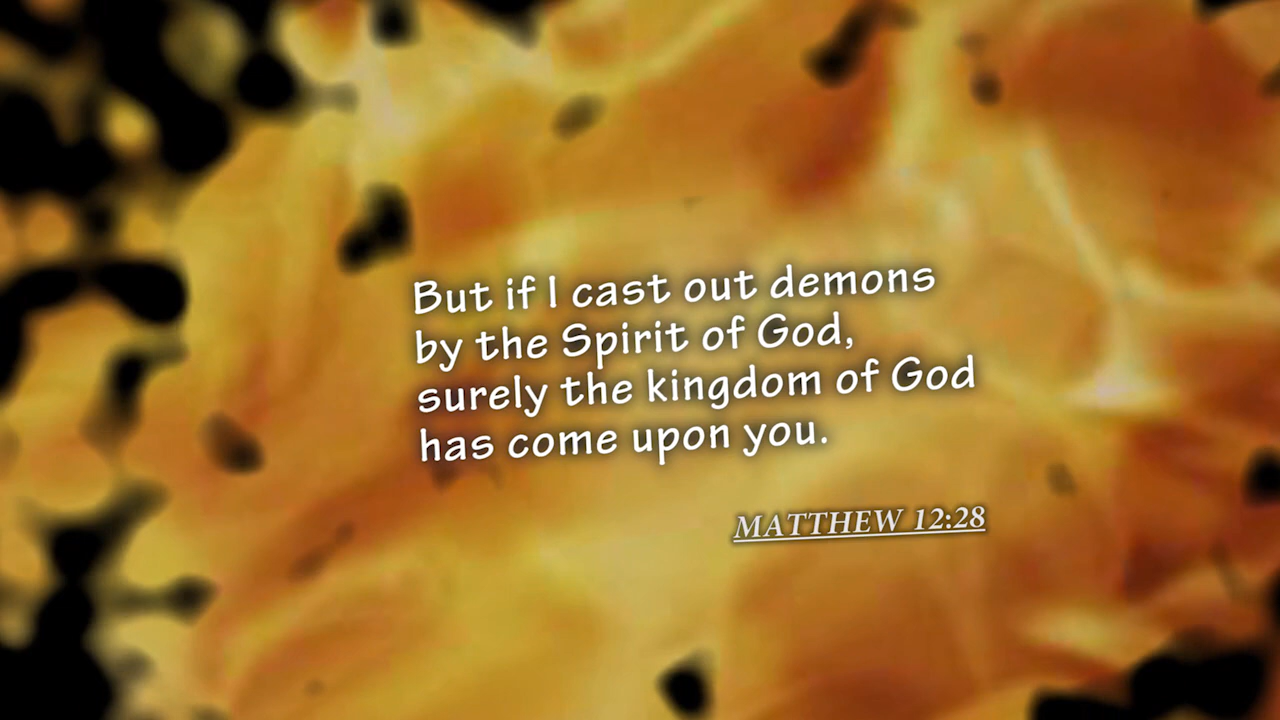 But if I cast out demons
by the Spirit of God,
surely the kingdom of God
has come upon you.
MATTHEW 12:28